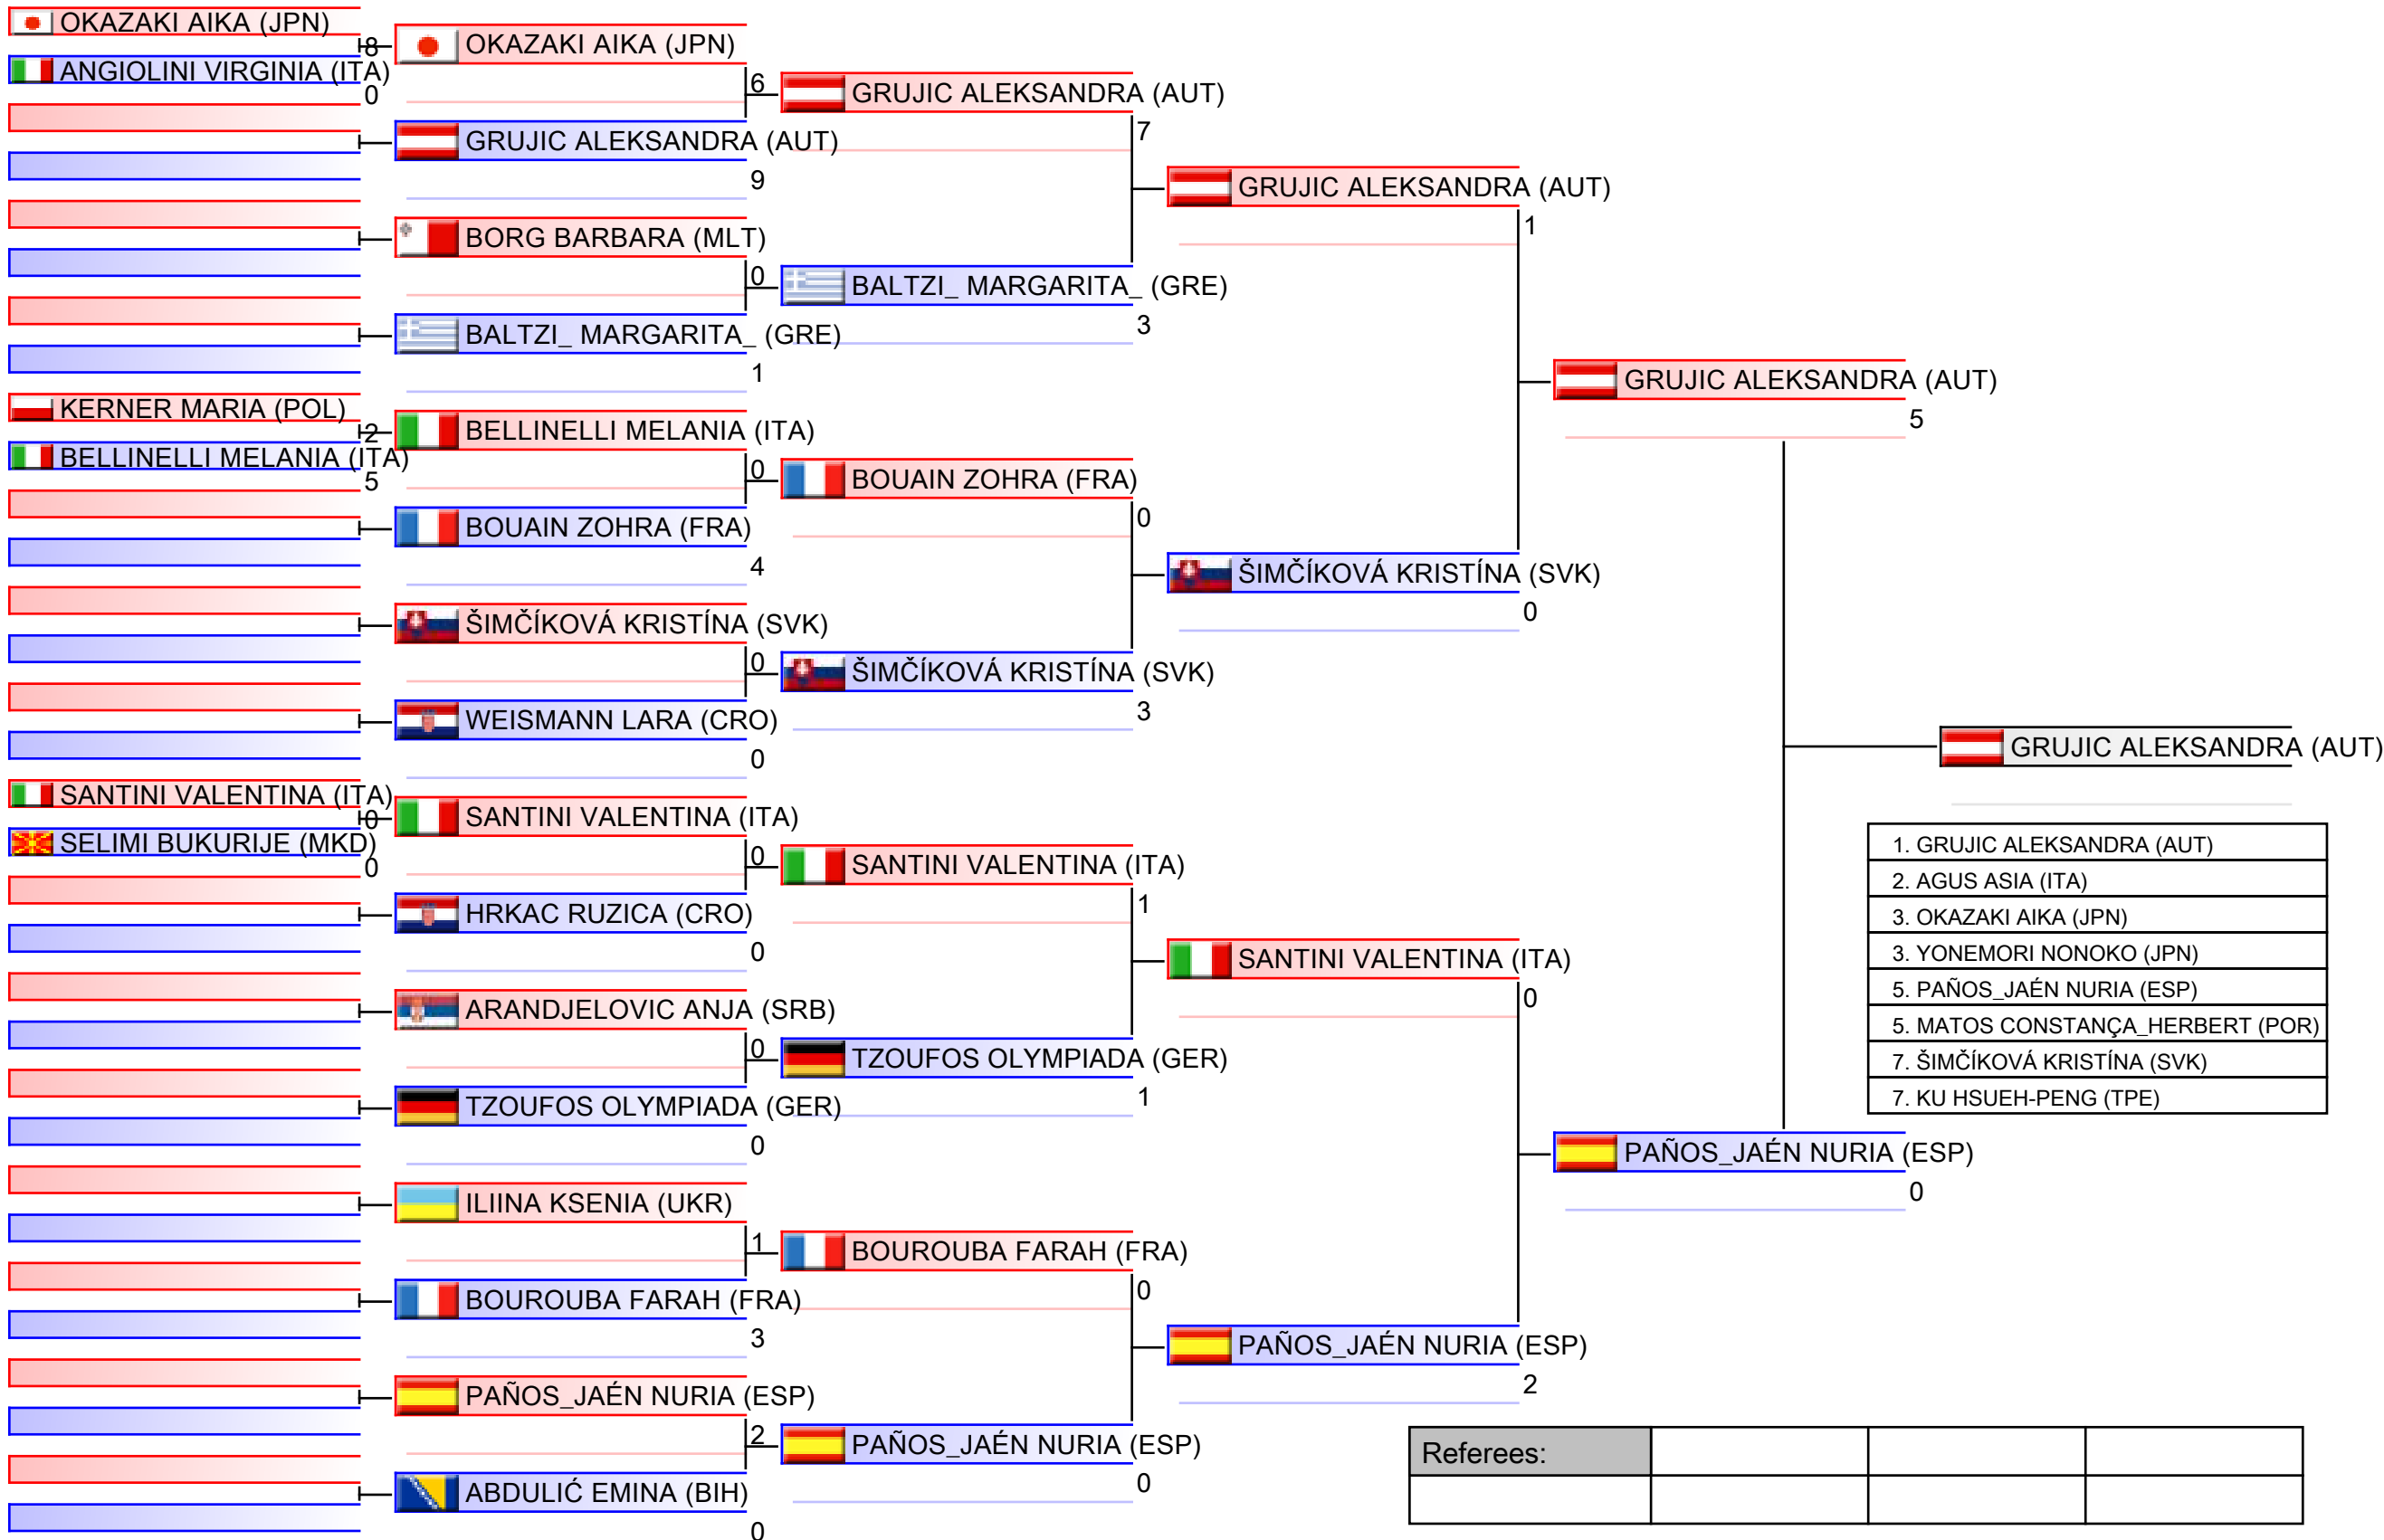 OKAZAKI AIKA (JPN)
8
ANGIOLINI VIRGINIA (ITA)
0
KERNER MARIA (POL)
2
BELLINELLI MELANIA (ITA)
5
SANTINI VALENTINA (ITA)
0
SELIMI BUKURIJE (MKD)
0
OKAZAKI AIKA (JPN)
6
GRUJIC ALEKSANDRA (AUT)
9
BORG BARBARA (MLT)
0
BALTZI_ MARGARITA_ (GRE)
1
BELLINELLI MELANIA (ITA)
0
BOUAIN ZOHRA (FRA)
4
ŠIMČÍKOVÁ KRISTÍNA (SVK)
0
WEISMANN LARA (CRO)
0
SANTINI VALENTINA (ITA)
0
HRKAC RUZICA (CRO)
0
ARANDJELOVIC ANJA (SRB)
0
TZOUFOS OLYMPIADA (GER)
0
ILIINA KSENIA (UKR)
1
BOUROUBA FARAH (FRA)
3
PAÑOS_JAÉN NURIA (ESP)
2
ABDULIĆ EMINA (BIH)
0
GRUJIC ALEKSANDRA (AUT)
7
BALTZI_ MARGARITA_ (GRE)
3
BOUAIN ZOHRA (FRA)
0
ŠIMČÍKOVÁ KRISTÍNA (SVK)
3
SANTINI VALENTINA (ITA)
1
TZOUFOS OLYMPIADA (GER)
1
BOUROUBA FARAH (FRA)
0
PAÑOS_JAÉN NURIA (ESP)
0
GRUJIC ALEKSANDRA (AUT)
1
ŠIMČÍKOVÁ KRISTÍNA (SVK)
0
SANTINI VALENTINA (ITA)
0
PAÑOS_JAÉN NURIA (ESP)
2
GRUJIC ALEKSANDRA (AUT)
5
PAÑOS_JAÉN NURIA (ESP)
0
GRUJIC ALEKSANDRA (AUT)
1. GRUJIC ALEKSANDRA (AUT)
2. AGUS ASIA (ITA)
3. OKAZAKI AIKA (JPN)
3. YONEMORI NONOKO (JPN)
5. PAÑOS_JAÉN NURIA (ESP)
5. MATOS CONSTANÇA_HERBERT (POR)
7. ŠIMČÍKOVÁ KRISTÍNA (SVK)
7. KU HSUEH-PENG (TPE)
Referees: